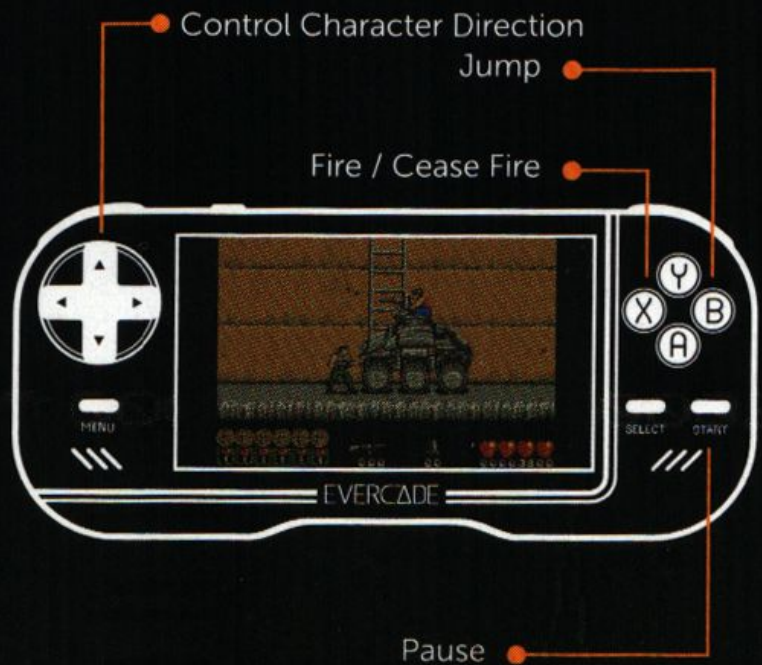 Control Character Direction
Jump
Fire / Cease Fire
Y
X
B
A
MENU
SELECT
START
EVERCADE
Pause